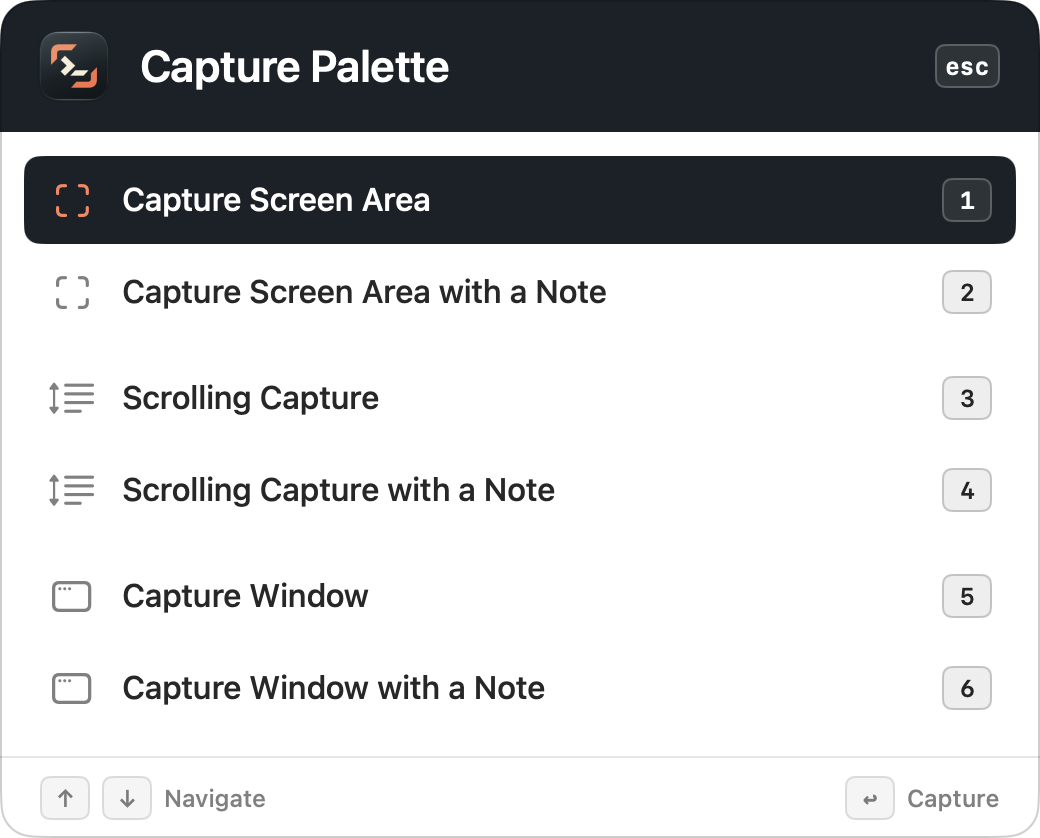 Capture Palette esc
Capture Screen Area 1
Capture Screen Area with a Note 2
Scrolling Capture 3
Scrolling Capture with a Note 4
Capture Window 5
Capture Window with a Note 6
↑ ↓ Navigate ↩ Capture